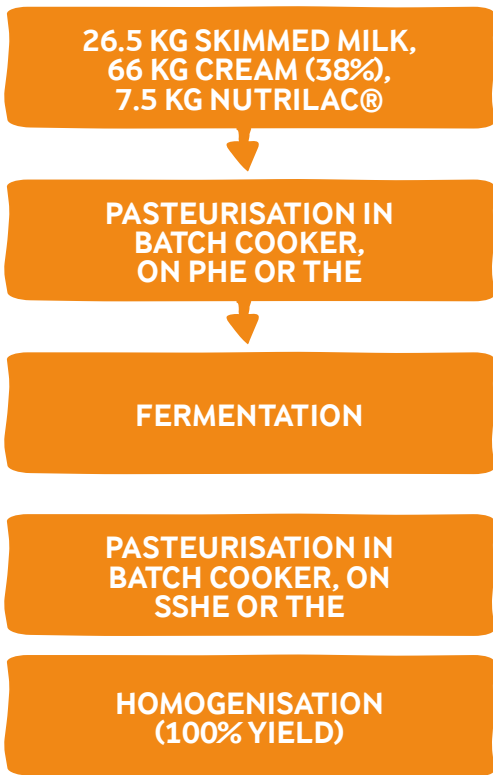 26.5 KG SKIMMED MILK,
66 KG CREAM (38%),
7.5 KG NUTRILAC®
PASTEURISATION IN
BATCH COOKER,
ON PHE OR THE
FERMENTATION
PASTEURISATION IN
BATCH COOKER, ON
SSHE OR THE
HOMOGENISATION
(100% YIELD)